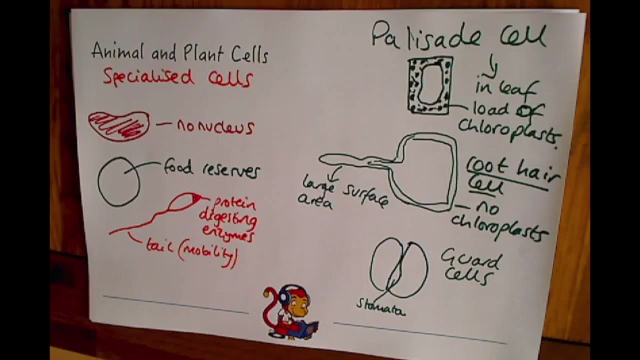 Animal and Plant Cells
Specialised cells
no nucleus
food reserves
protein
digesting
enzymes
tail (mobility)
Palisade cell
in leaf
load of
chloroplasts.
root hair
cell
large surface
area
no
chloroplasts
Guard
cells
stomata